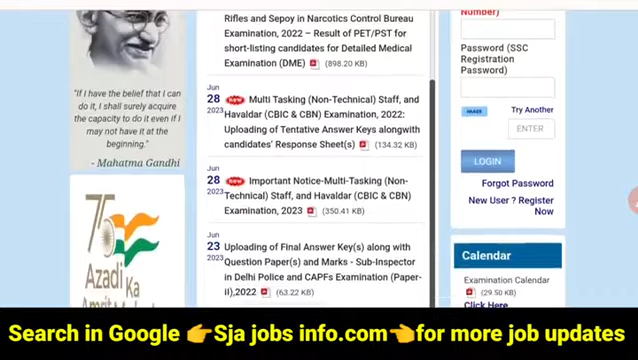 "If I have the belief that I can
do it, I shall surely acquire
the capacity to do it even if I
may not have it at the
beginning."
- Mahatma Gandhi
75
Azadi Ka
Rifles and Sepoy in Narcotics Control Bureau
Examination, 2022 – Result of PET/PST for
short-listing candidates for Detailed Medical
Examination (DME) (898.20 KB)
Jun
28
2023
new Multi Tasking (Non-Technical) Staff, and
Havaldar (CBIC & CBN) Examination, 2022:
Uploading of Tentative Answer Keys alongwith
candidates' Response Sheet(s) (134.32 KB)
Jun
28
2023
new Important Notice-Multi-Tasking (Non-
Technical) Staff, and Havaldar (CBIC & CBN)
Examination, 2023 (350.41 KB)
Jun
23
2023
Uploading of Final Answer Key(s) along with
Question Paper(s) and Marks - Sub-Inspector
in Delhi Police and CAPFs Examination (Paper-
II),2022 (63.22 KB)
Number)
Password (SSC
Registration
Password)
Try Another
ENTER
LOGIN
Forgot Password
New User ? Register
Now
Calendar
Examination Calendar
(29.50 KB)
Click Here
Search in Google 👉Sja jobs info.com👈for more job updates